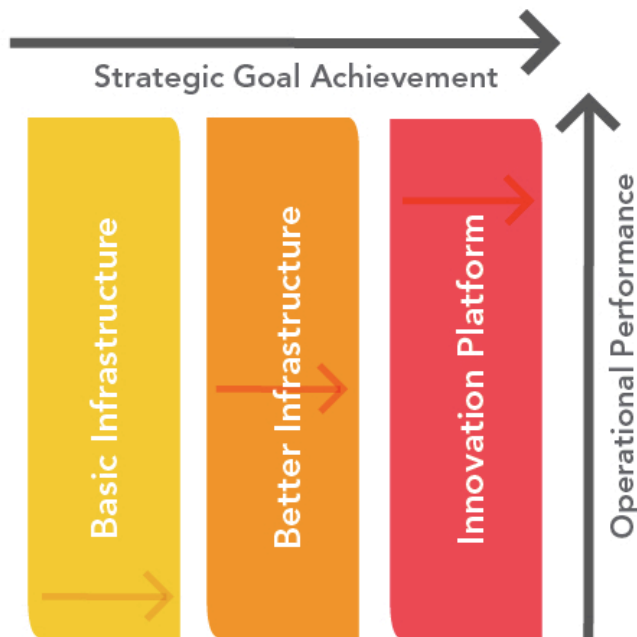 Strategic Goal Achievement
Basic Infrastructure
Better Infrastructure
Innovation Platform
Operational Performance